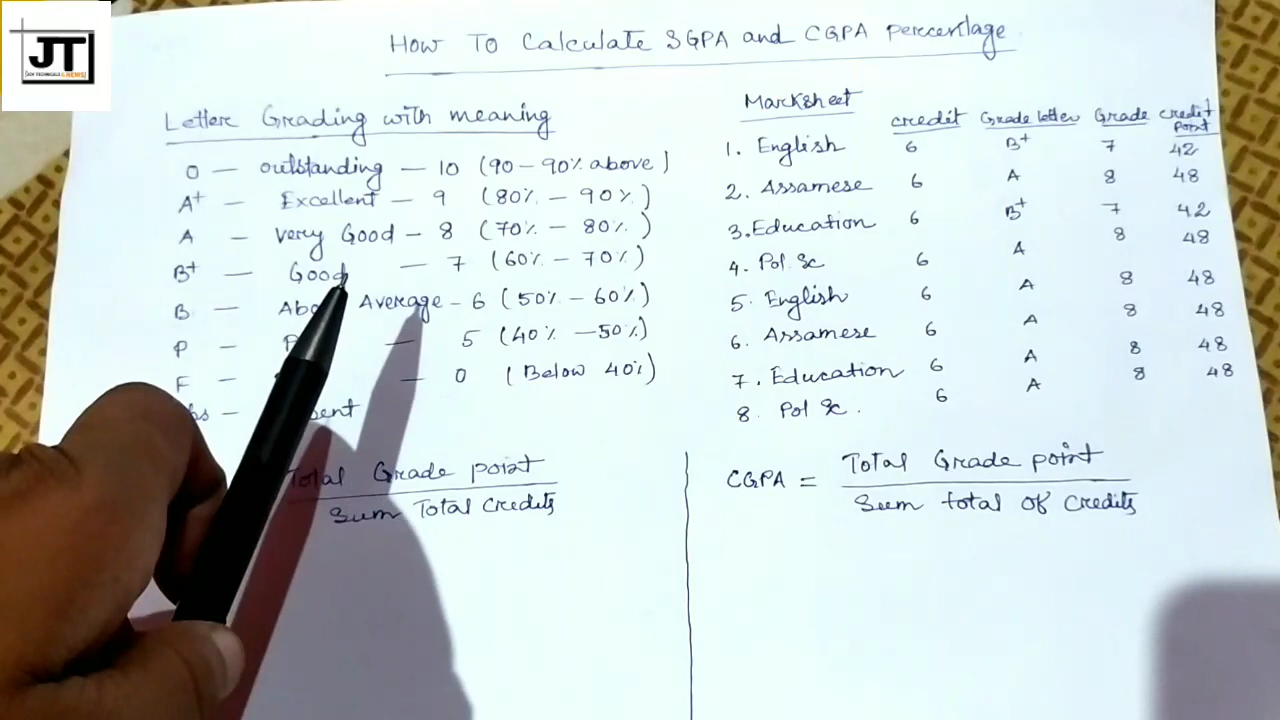 JT
How To Calculate SGPA and CGPA percentage
Letter Grading with meaning
O — outstanding — 10 (90 – 90% above)
A+ — Excellent — 9 (80% – 90%)
A — very Good — 8 (70% – 80%)
B+ — Good — 7 (60% – 70%)
B — Average – 6 (50% – 60%)
P — — 5 (40% – 50%)
F — — 0 (Below 40%)
Total Grade point
Sum Total Credits
Marksheet credit Grade letter Grade credit point
1. English 6 B+ 7 42
2. Assamese 6 A 8 48
3. Education 6 B+ 7 42
4. Pol. Sc 6 A 8 48
5. English 6 A 8 48
6. Assamese 6 A 8 48
7. Education 6 A 8 48
8. Pol Sc. 6 A 8 48
CGPA = Total Grade point
Sum total of Credits